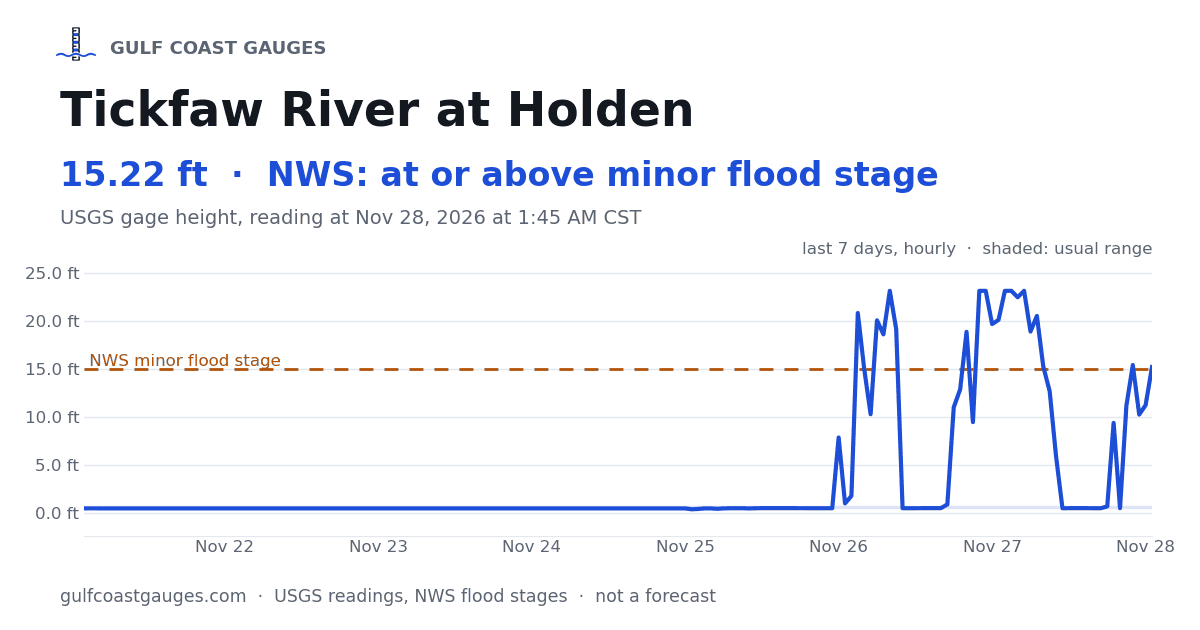 GULF COAST GAUGES
Tickfaw River at Holden
15.22 ft · NWS: at or above minor flood stage
USGS gage height, reading at Nov 28, 2026 at 1:45 AM CST
last 7 days, hourly · shaded: usual range
25.0 ft
20.0 ft
NWS minor flood stage
15.0 ft
10.0 ft
5.0 ft
0.0 ft
Nov 22 Nov 23 Nov 24 Nov 25 Nov 26 Nov 27 Nov 28
gulfcoastgauges.com · USGS readings, NWS flood stages · not a forecast